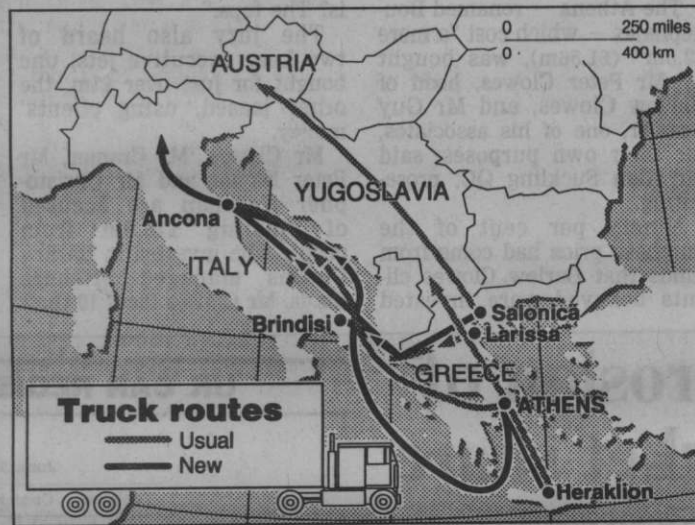 0 250 miles
0 400 km
AUSTRIA
YUGOSLAVIA
Ancona
ITALY
Brindisi
Salonica
Larissa
GREECE
ATHENS
Heraklion
Truck routes
Usual
New